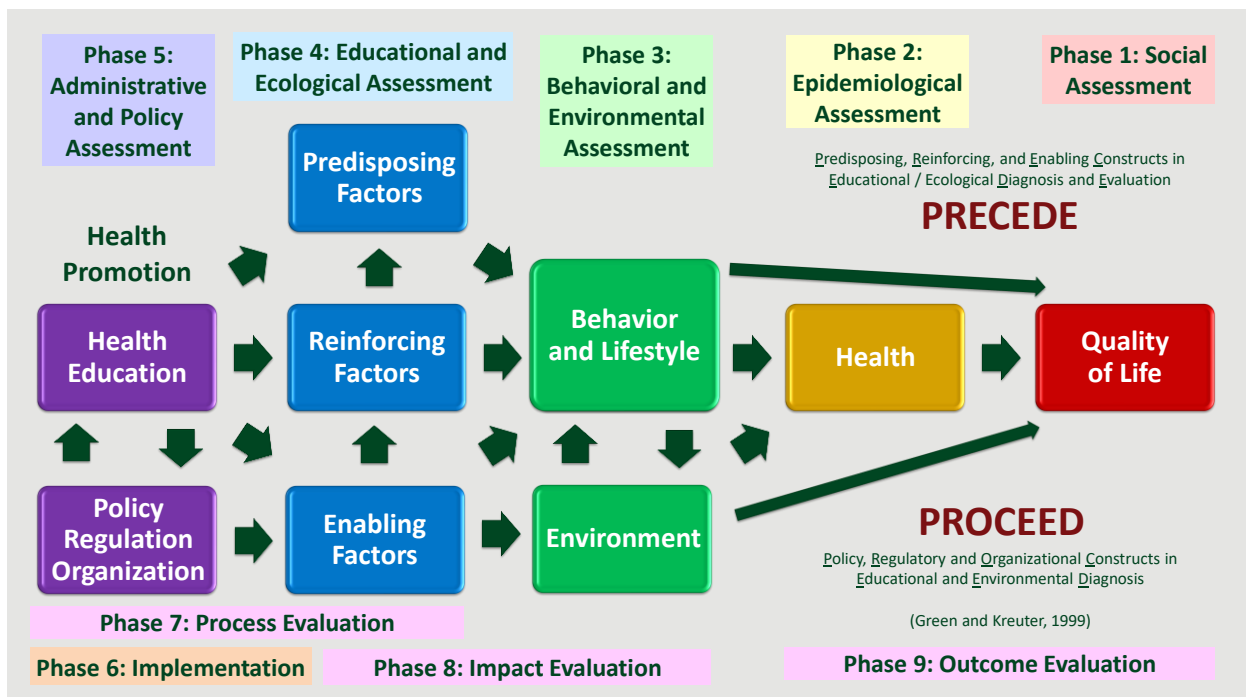 Phase 5:
Administrative
and Policy
Assessment
Phase 4: Educational and
Ecological Assessment
Phase 3:
Behavioral and
Environmental
Assessment
Phase 2:
Epidemiological
Assessment
Phase 1: Social
Assessment
Predisposing
Factors
Predisposing, Reinforcing, and Enabling Constructs in
Educational / Ecological Diagnosis and Evaluation
PRECEDE
Health
Promotion
Health
Education
Reinforcing
Factors
Behavior
and Lifestyle
Health
Quality
of Life
Policy
Regulation
Organization
Enabling
Factors
Environment
PROCEED
Policy, Regulatory and Organizational Constructs in
Educational and Environmental Diagnosis
(Green and Kreuter, 1999)
Phase 7: Process Evaluation
Phase 6: Implementation
Phase 8: Impact Evaluation
Phase 9: Outcome Evaluation